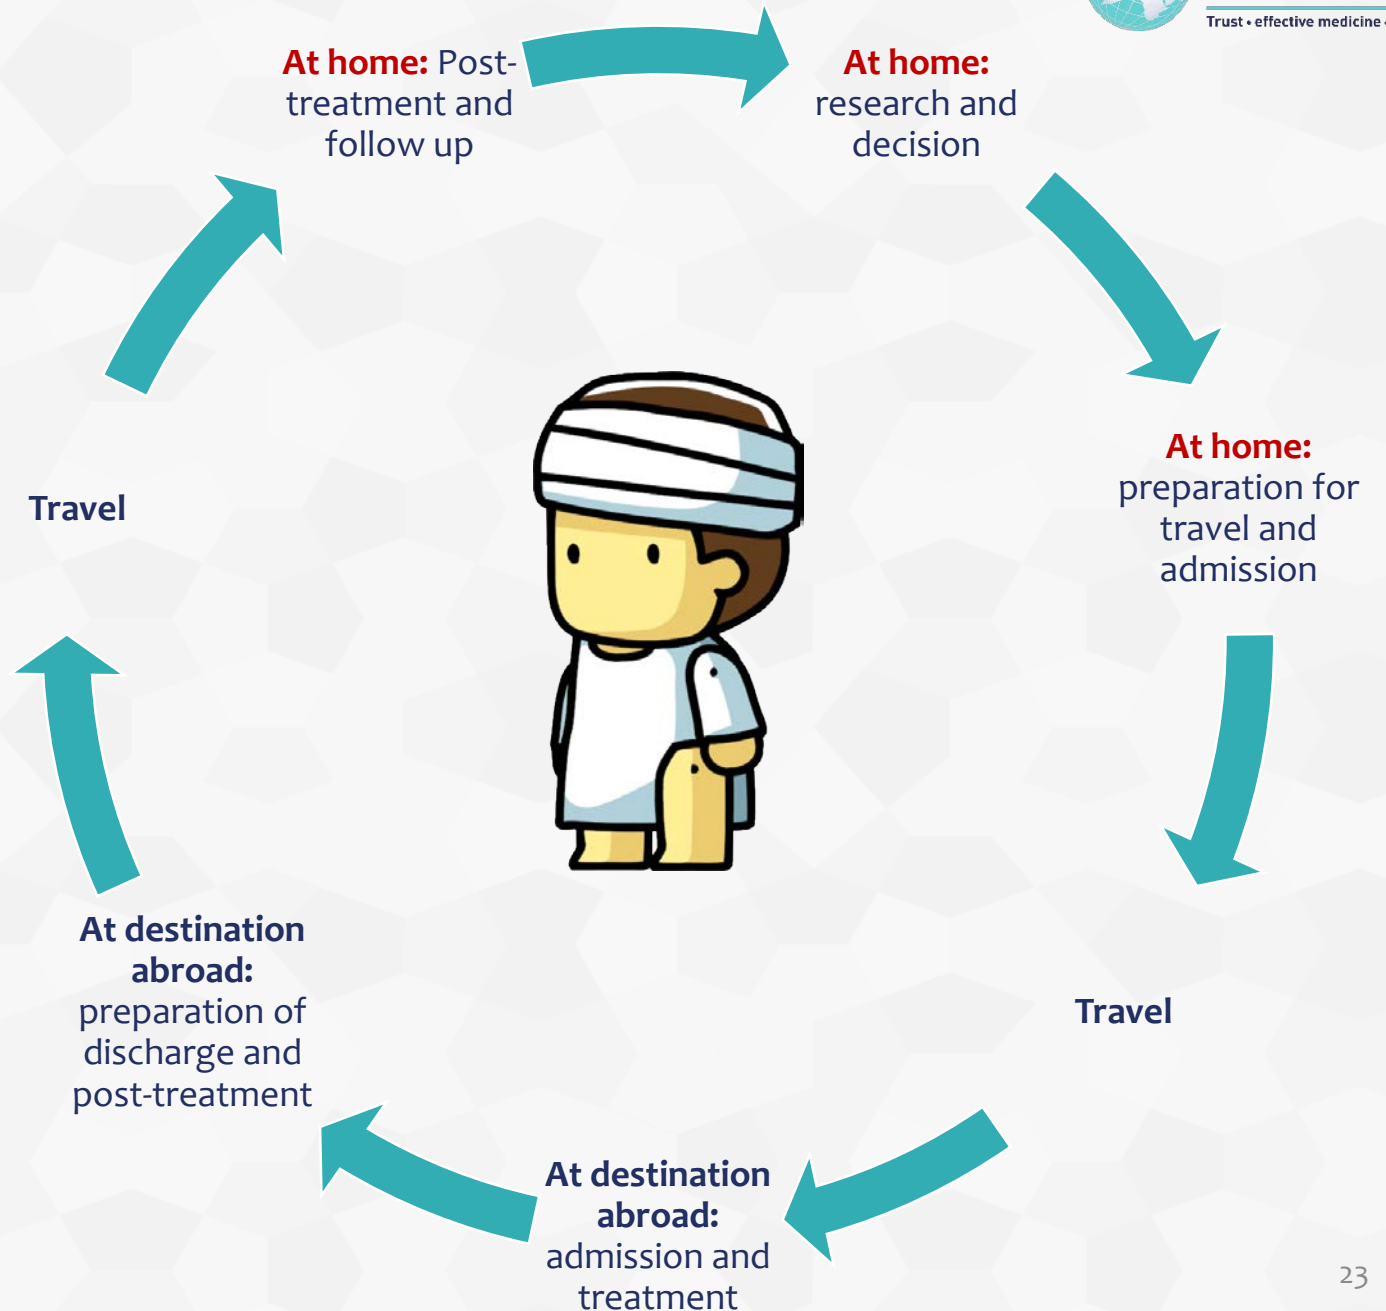 Trust • effective medicine •
At home: Post-
treatment and
follow up
At home:
research and
decision
At home:
preparation for
travel and
admission
Travel
At destination
abroad:
admission and
treatment
At destination
abroad:
preparation of
discharge and
post-treatment
Travel
23